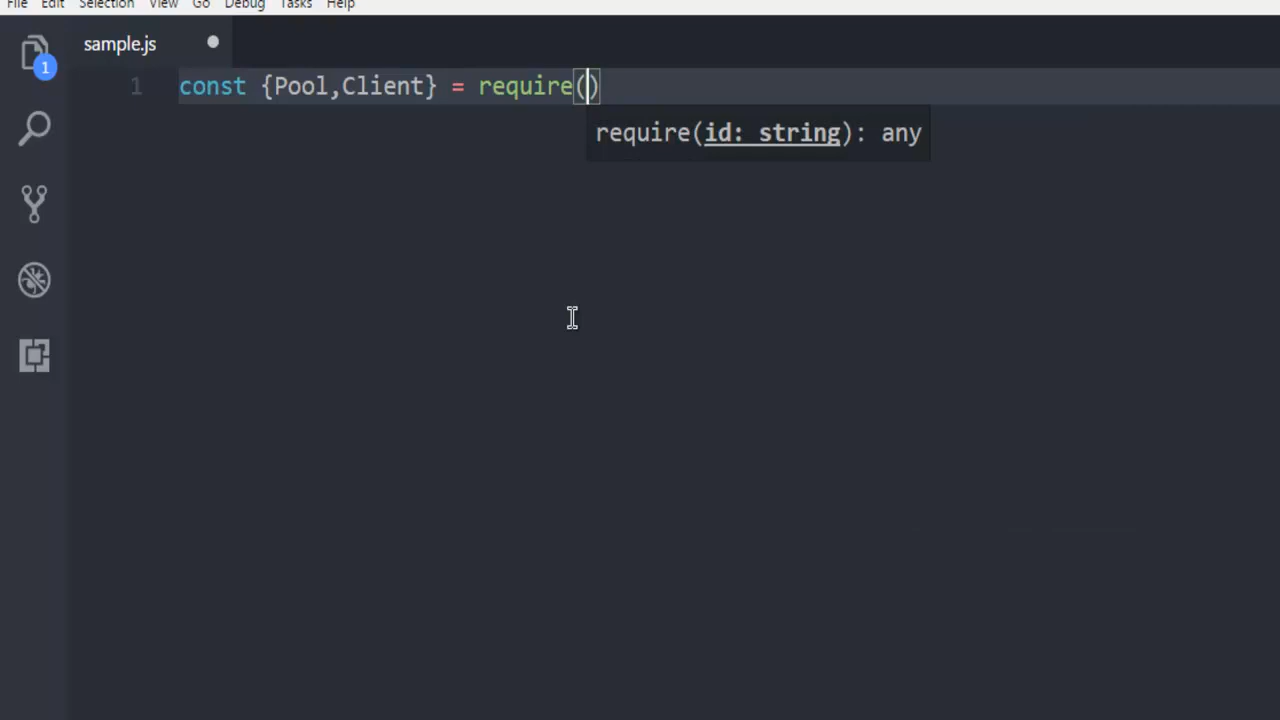 File Edit Selection View Go Debug Tasks Help
1
sample.js
1 const {Pool,Client} = require()
require(id: string): any